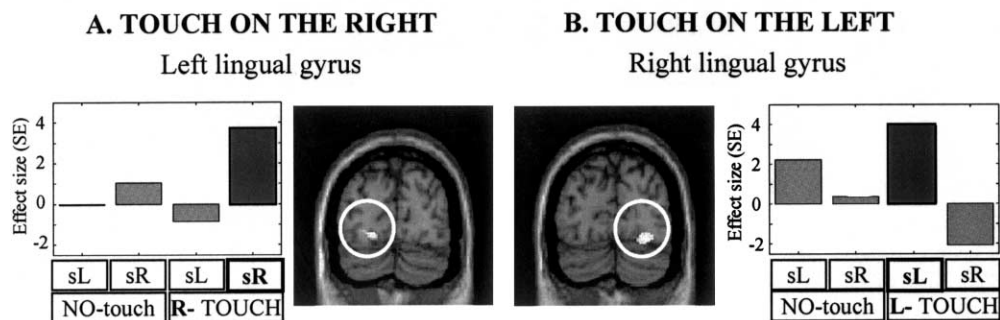 A. TOUCH ON THE RIGHT
Left lingual gyrus
Effect size (SE)
4
2
0
-2
sL sR sL sR
NO-touch R- TOUCH
B. TOUCH ON THE LEFT
Right lingual gyrus
Effect size (SE)
4
2
0
-2
sL sR sL sR
NO-touch L- TOUCH